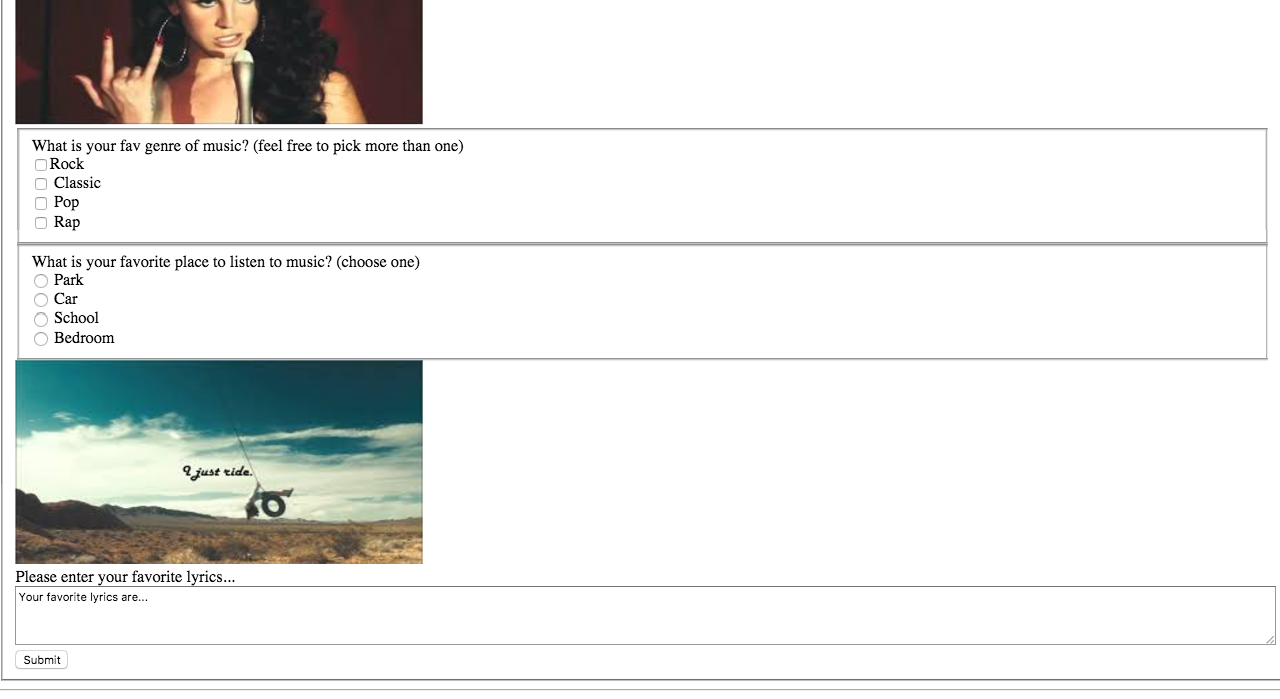 What is your fav genre of music? (feel free to pick more than one)
Rock
Classic
Pop
Rap
What is your favorite place to listen to music? (choose one)
Park
Car
School
Bedroom
I just ride.
Please enter your favorite lyrics...
Your favorite lyrics are...
Submit